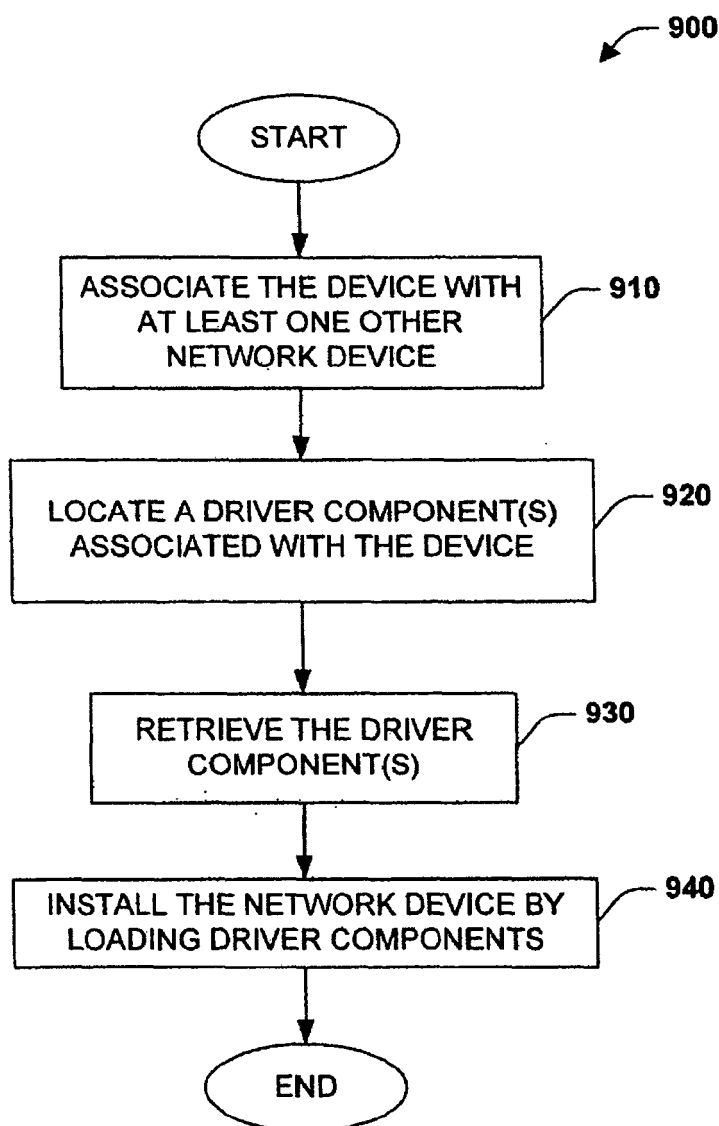 900
START
ASSOCIATE THE DEVICE WITH
AT LEAST ONE OTHER
NETWORK DEVICE
910
LOCATE A DRIVER COMPONENT(S)
ASSOCIATED WITH THE DEVICE
920
RETRIEVE THE DRIVER
COMPONENT(S)
930
INSTALL THE NETWORK DEVICE BY
LOADING DRIVER COMPONENTS
940
END